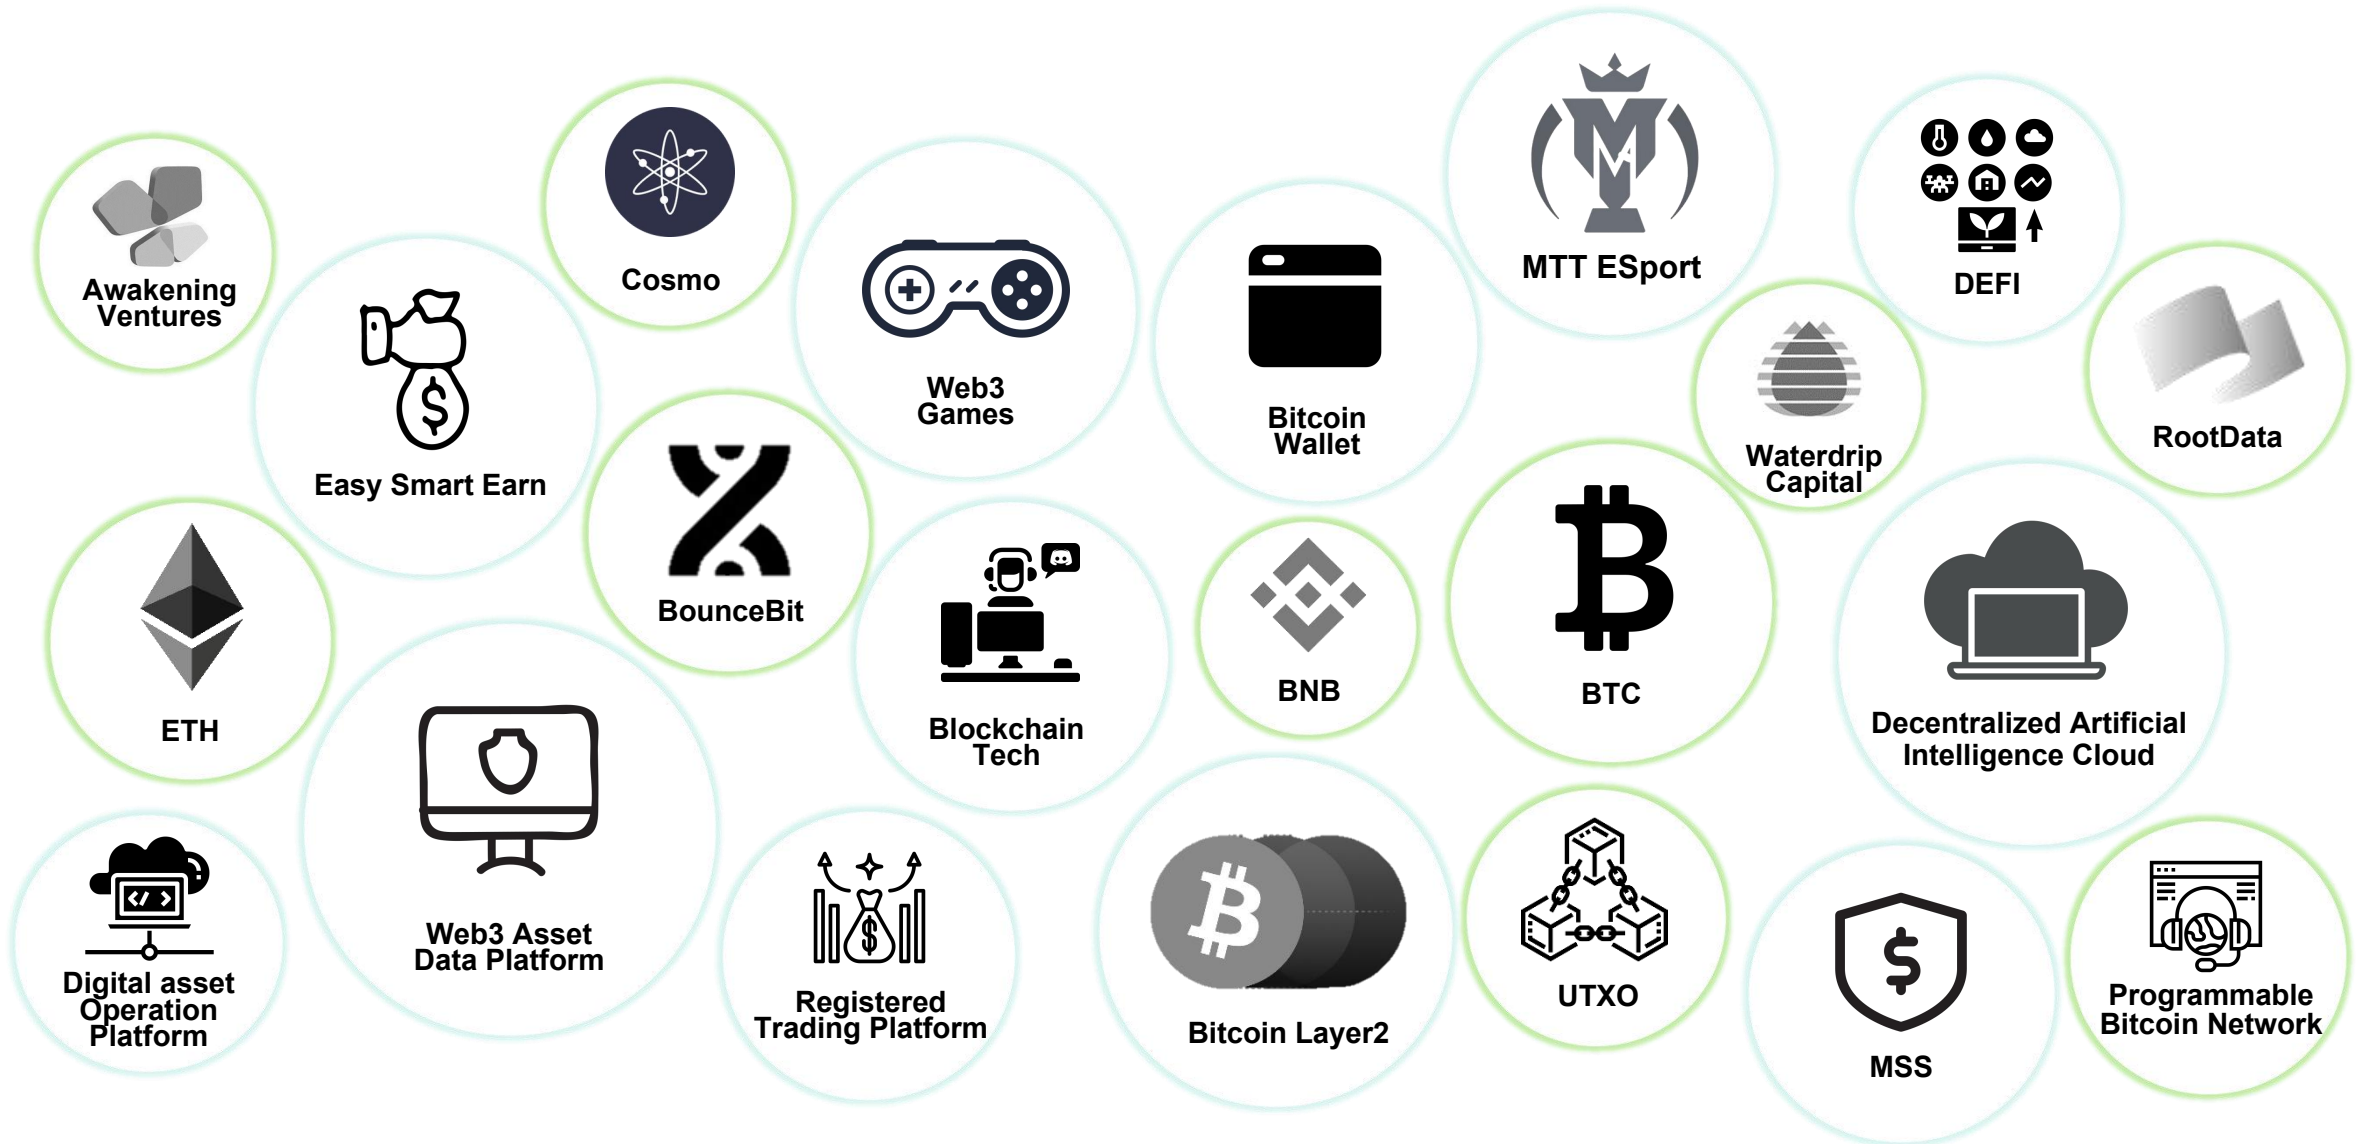 MTT ESport
Cosmo
DEFI
Awakening
Ventures
Web3
Games
Bitcoin
Wallet
RootData
Waterdrip
Capital
Easy Smart Earn
BounceBit
BNB
BTC
ETH
Blockchain
Tech
Decentralized Artificial
Intelligence Cloud
Web3 Asset
Data Platform
Digital asset
Operation
Platform
Registered
Trading Platform
Bitcoin Layer2
UTXO
MSS
Programmable
Bitcoin Network